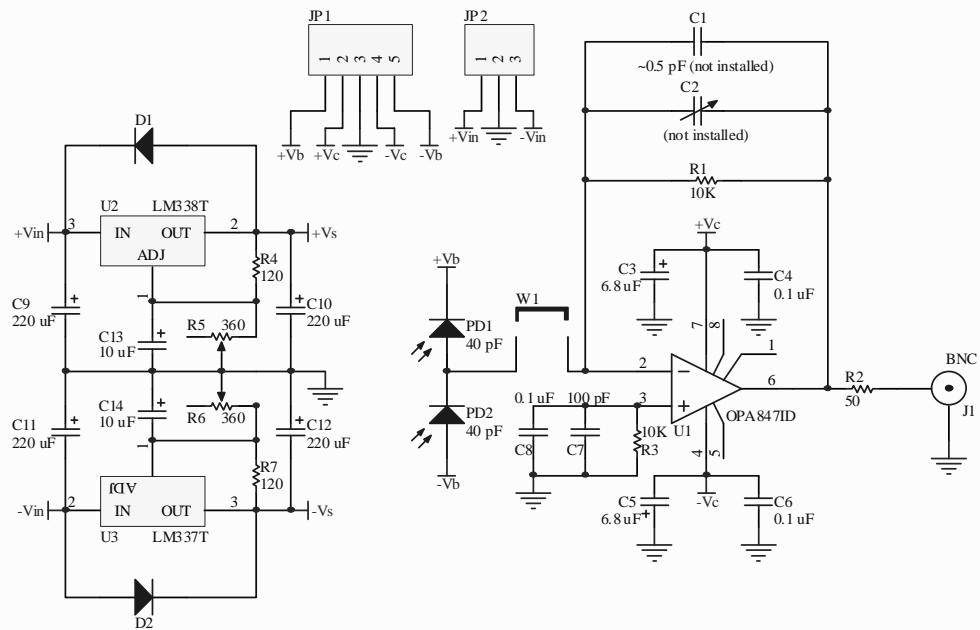 JP1
1 2 3 4 5
+Vb +Vc -Vc -Vb
JP2
1 2 3
+Vin -Vin
C1
~0.5 pF (not installed)
C2
(not installed)
R1
10K
D1
U2 LM338T
+Vin 3 IN OUT 2 +Vs
ADJ
1
R4
120
C9
220 uF
C10
220 uF
C13
10 uF
R5 360
C14
10 uF
R6 360
C11
220 uF
C12
220 uF
1
R7
120
ADJ
-Vin 2 IN OUT 3 -Vs
U3 LM337T
D2
+Vb
PD1
40 pF
PD2
40 pF
-Vb
W1
+Vc
C3
6.8uF
C4
0.1 uF
7 8
1
2
3
6
4 5
U1
OPA847ID
0.1 uF 100 pF
C8 C7
10K
R3
-Vc
C5
6.8uF
C6
0.1 uF
R2
50
BNC
J1